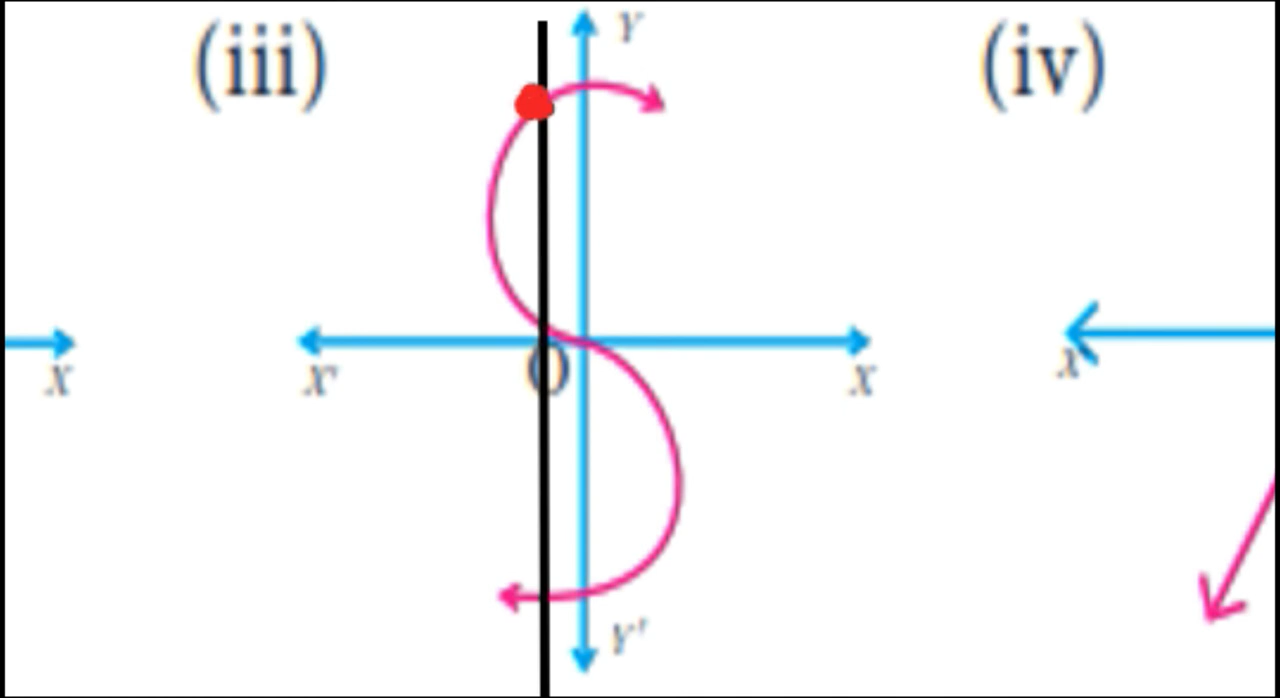 (iii)
Y
(iv)
X
X'
O
X
X'
Y'